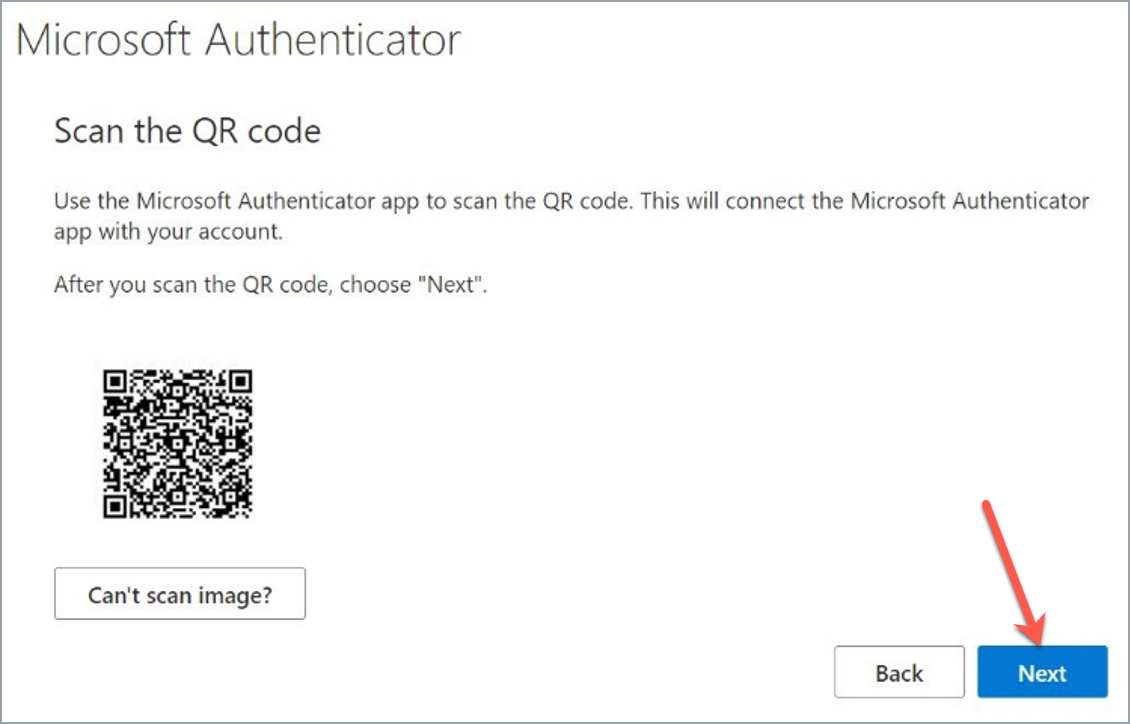 Microsoft Authenticator
Scan the QR code
Use the Microsoft Authenticator app to scan the QR code. This will connect the Microsoft Authenticator
app with your account.
After you scan the QR code, choose "Next".
Can't scan image?
Back
Next